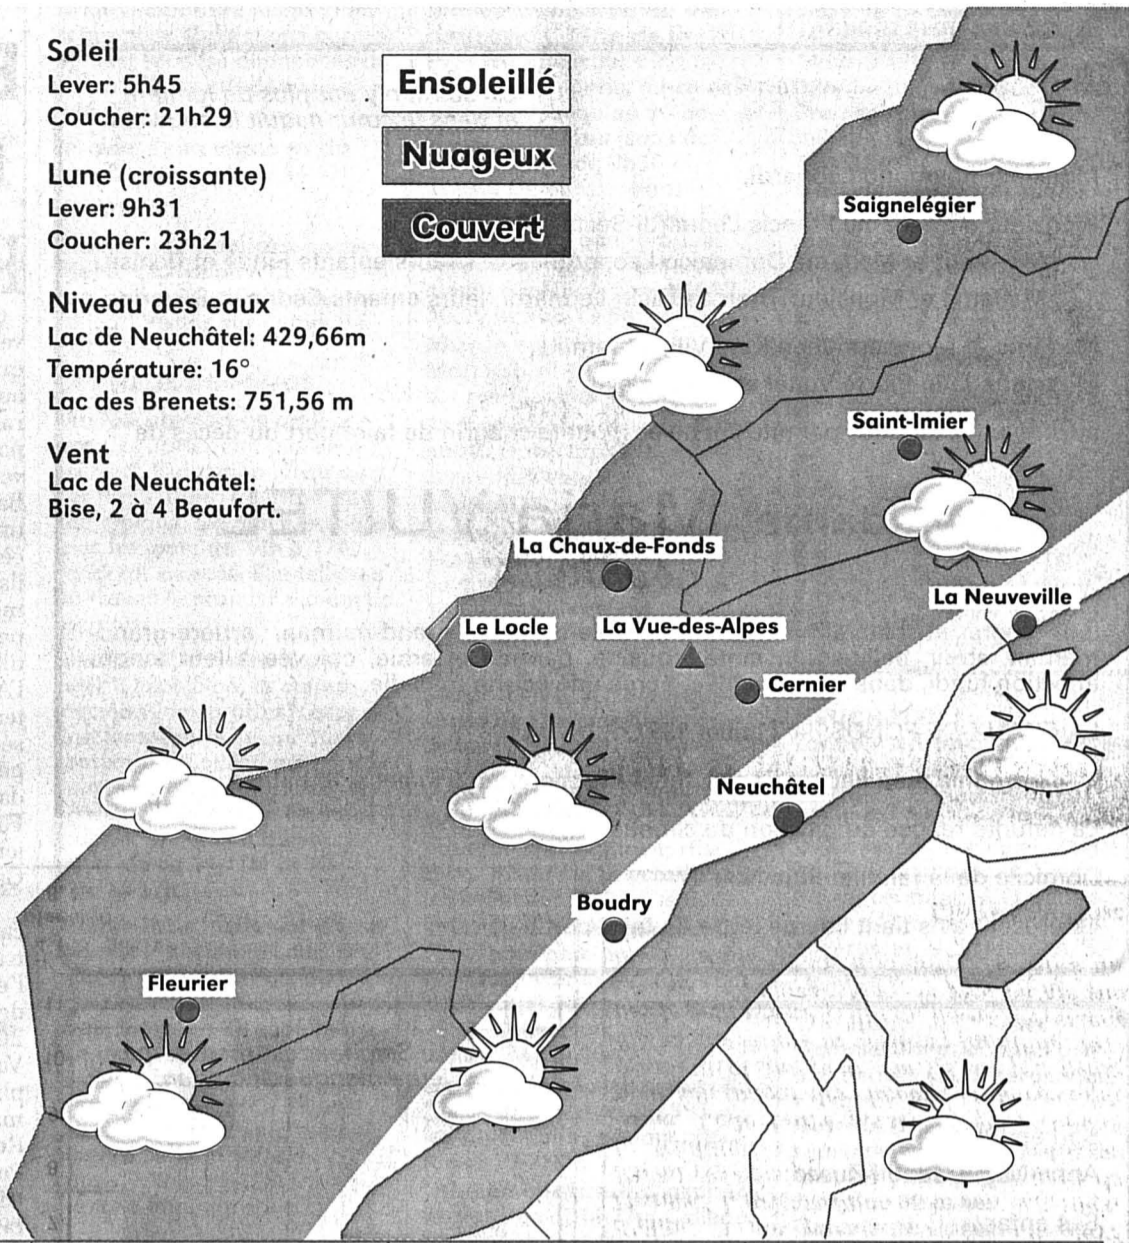 Soleil
Lever: 5h45
Coucher: 21h29
Lune (croissante)
Lever: 9h31
Coucher: 23h21
Niveau des eaux
Lac de Neuchâtel: 429,66m
Température: 16°
Lac des Brenets: 751,56 m
Vent
Lac de Neuchâtel:
Bise, 2 à 4 Beaufort.
Ensoleillé
Nuageux
Couvert
Saignelégier
Saint-Imier
La Chaux-de-Fonds
La Neuveville
Le Locle
La Vue-des-Alpes
Cernier
Neuchâtel
Boudry
Fleurier